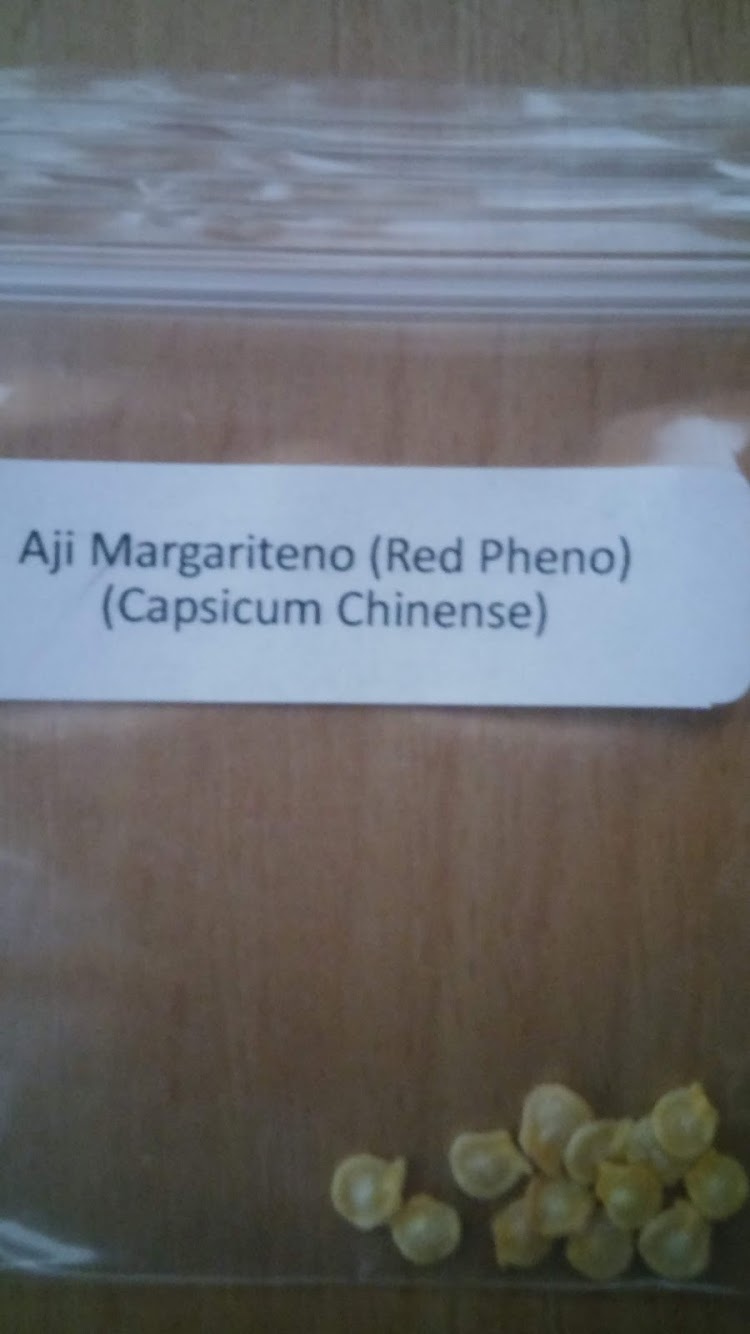 Aji Margariteno (Red Pheno)
(Capsicum Chinense)